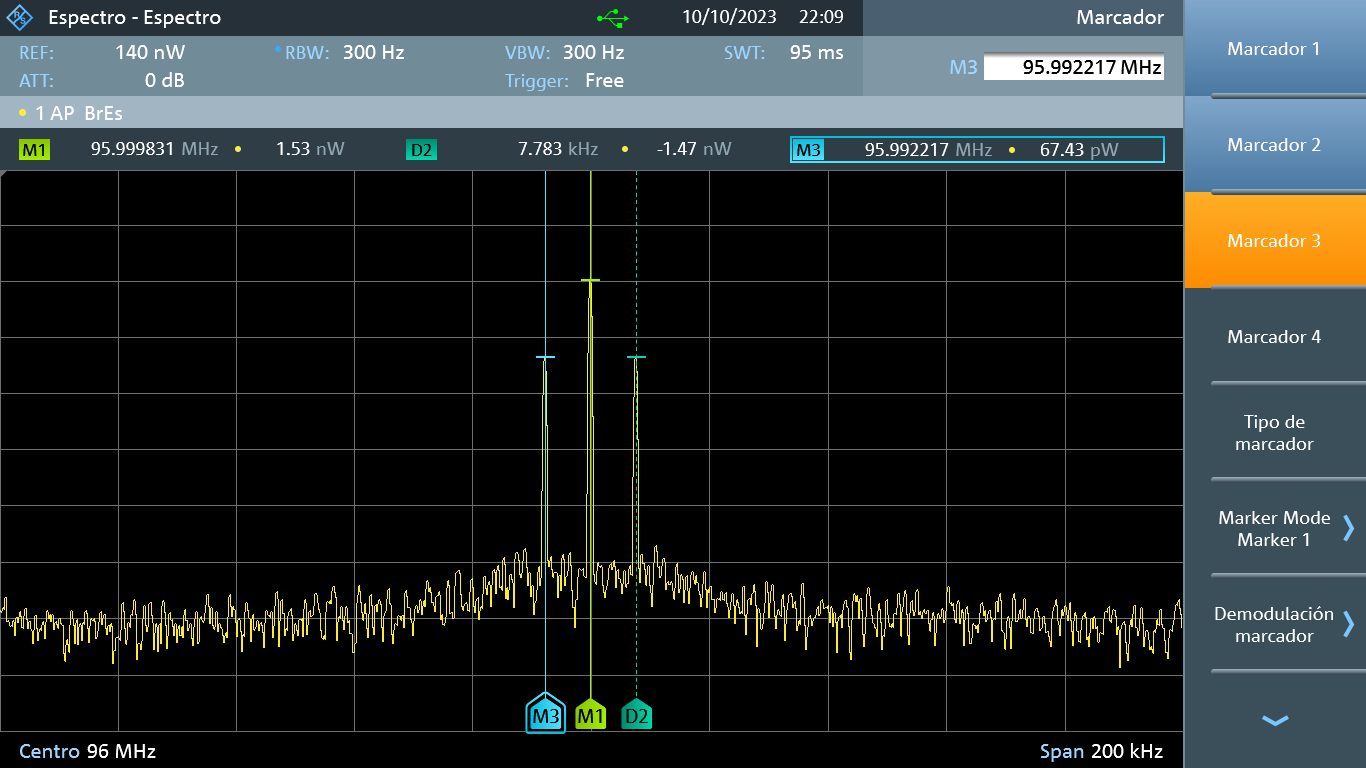 Espectro - Espectro 10/10/2023 22:09 Marcador
REF: 140 nW RBW: 300 Hz VBW: 300 Hz SWT: 95 ms M3 95.992217 MHz
ATT: 0 dB Trigger: Free
1 AP BrEs
M1 95.999831 MHz 1.53 nW D2 7.783 kHz -1.47 nW M3 95.992217 MHz 67.43 pW
M3 M1 D2
Centro 96 MHz Span 200 kHz
Marcador 1
Marcador 2
Marcador 3
Marcador 4
Tipo de
marcador
Marker Mode
Marker 1
Demodulación
marcador